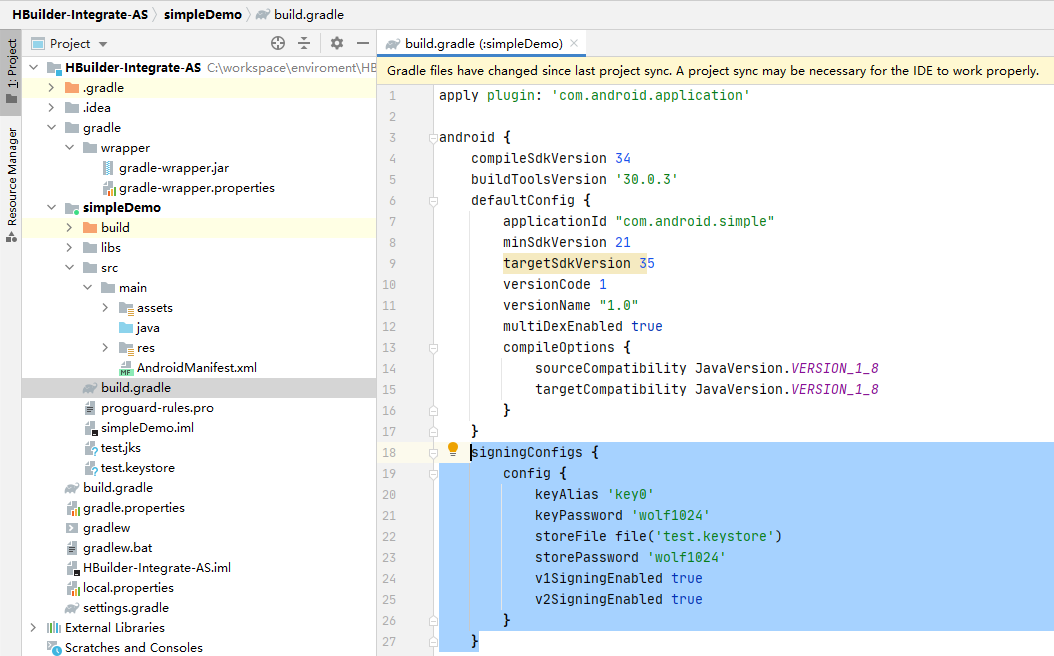 HBuilder-Integrate-AS simpleDemo build.gradle
1: Project
Resource Manager
Project
HBuilder-Integrate-AS C:\workspace\enviroment\HB
.gradle
.idea
gradle
wrapper
gradle-wrapper.jar
gradle-wrapper.properties
simpleDemo
build
libs
src
main
assets
java
res
AndroidManifest.xml
build.gradle
proguard-rules.pro
simpleDemo.iml
test.jks
test.keystore
build.gradle
gradle.properties
gradlew
gradlew.bat
HBuilder-Integrate-AS.iml
local.properties
settings.gradle
External Libraries
Scratches and Consoles
build.gradle (:simpleDemo)
Gradle files have changed since last project sync. A project sync may be necessary for the IDE to work properly.
1 apply plugin: 'com.android.application'
2
3 android {
4 compileSdkVersion 34
5 buildToolsVersion '30.0.3'
6 defaultConfig {
7 applicationId "com.android.simple"
8 minSdkVersion 21
9 targetSdkVersion 35
10 versionCode 1
11 versionName "1.0"
12 multiDexEnabled true
13 compileOptions {
14 sourceCompatibility JavaVersion.VERSION_1_8
15 targetCompatibility JavaVersion.VERSION_1_8
16 }
17 }
18 signingConfigs {
19 config {
20 keyAlias 'key0'
21 keyPassword 'wolf1024'
22 storeFile file('test.keystore')
23 storePassword 'wolf1024'
24 v1SigningEnabled true
25 v2SigningEnabled true
26 }
27 }